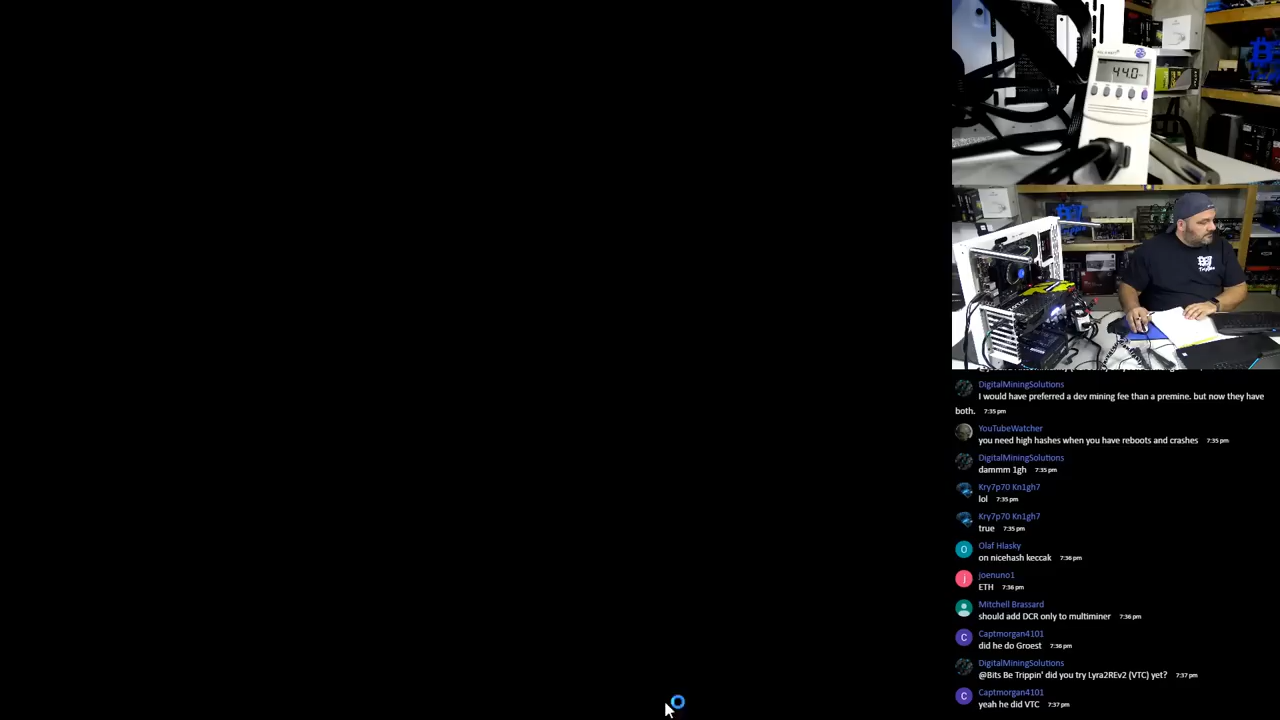 44.0
DigitalMiningSolutions
I would have preferred a dev mining fee than a premine. but now they have
both. 7:35 pm
YouTubeWatcher
you need high hashes when you have reboots and crashes 7:35 pm
DigitalMiningSolutions
dammm 1gh 7:35 pm
Kry7p70 Kn1gh7
lol 7:35 pm
Kry7p70 Kn1gh7
true 7:35 pm
O Olaf Hlasky
on nicehash keccak 7:36 pm
J joenuno1
ETH 7:36 pm
Mitchell Brassard
should add DCR only to multiminer 7:36 pm
C Captmorgan4101
did he do Groest 7:36 pm
DigitalMiningSolutions
@Bits Be Trippin' did you try Lyra2REv2 (VTC) yet? 7:37 pm
C Captmorgan4101
yeah he did VTC 7:37 pm